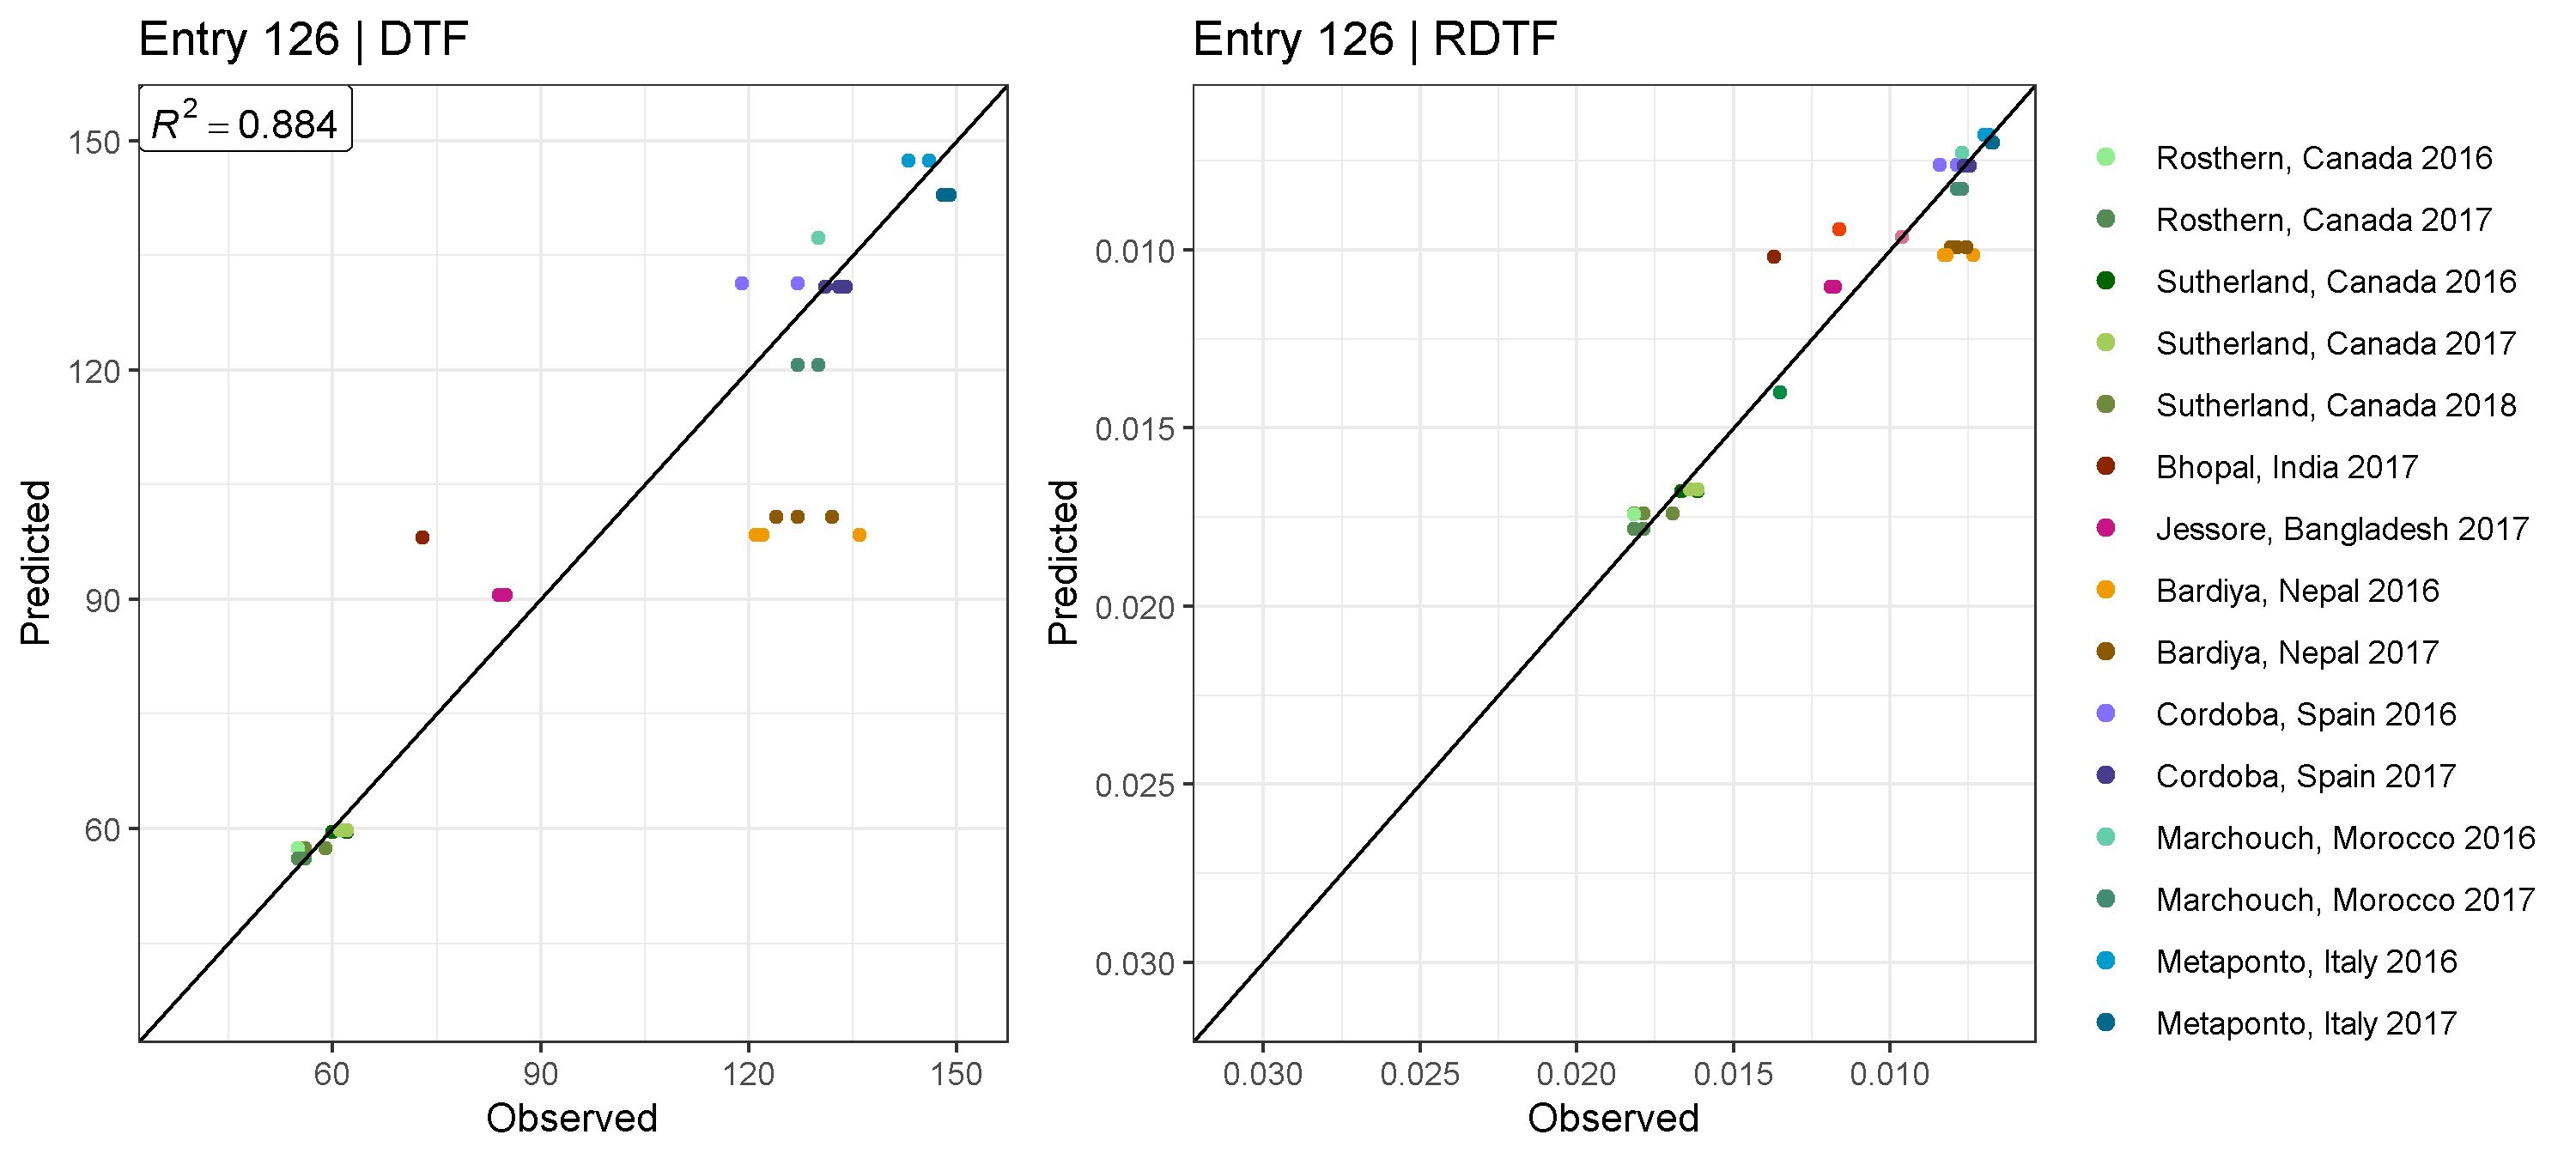 Entry 126 | DTF
R² = 0.884
150
120
90
60
60
90
120
150
Observed
Predicted
Entry 126 | RDTF
0.010
0.015
0.020
0.025
0.030
0.030
0.025
0.020
0.015
0.010
Observed
Predicted
Rosthern, Canada 2016
Rosthern, Canada 2017
Sutherland, Canada 2016
Sutherland, Canada 2017
Sutherland, Canada 2018
Bhopal, India 2017
Jessore, Bangladesh 2017
Bardiya, Nepal 2016
Bardiya, Nepal 2017
Cordoba, Spain 2016
Cordoba, Spain 2017
Marchouch, Morocco 2016
Marchouch, Morocco 2017
Metaponto, Italy 2016
Metaponto, Italy 2017